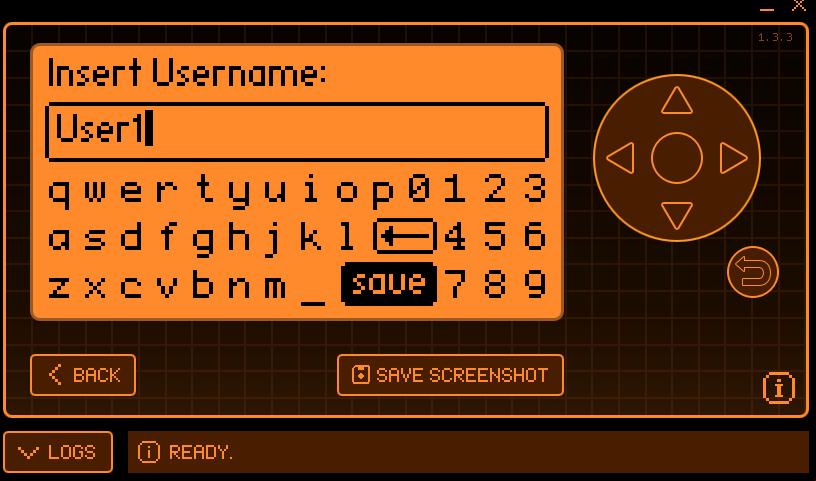 1.3.3
Insert Username:
User1
q w e r t y u i o p 0 1 2 3
a s d f g h j k l 4 5 6
z x c v b n m _ save 7 8 9
BACK
SAVE SCREENSHOT
LOGS
READY.